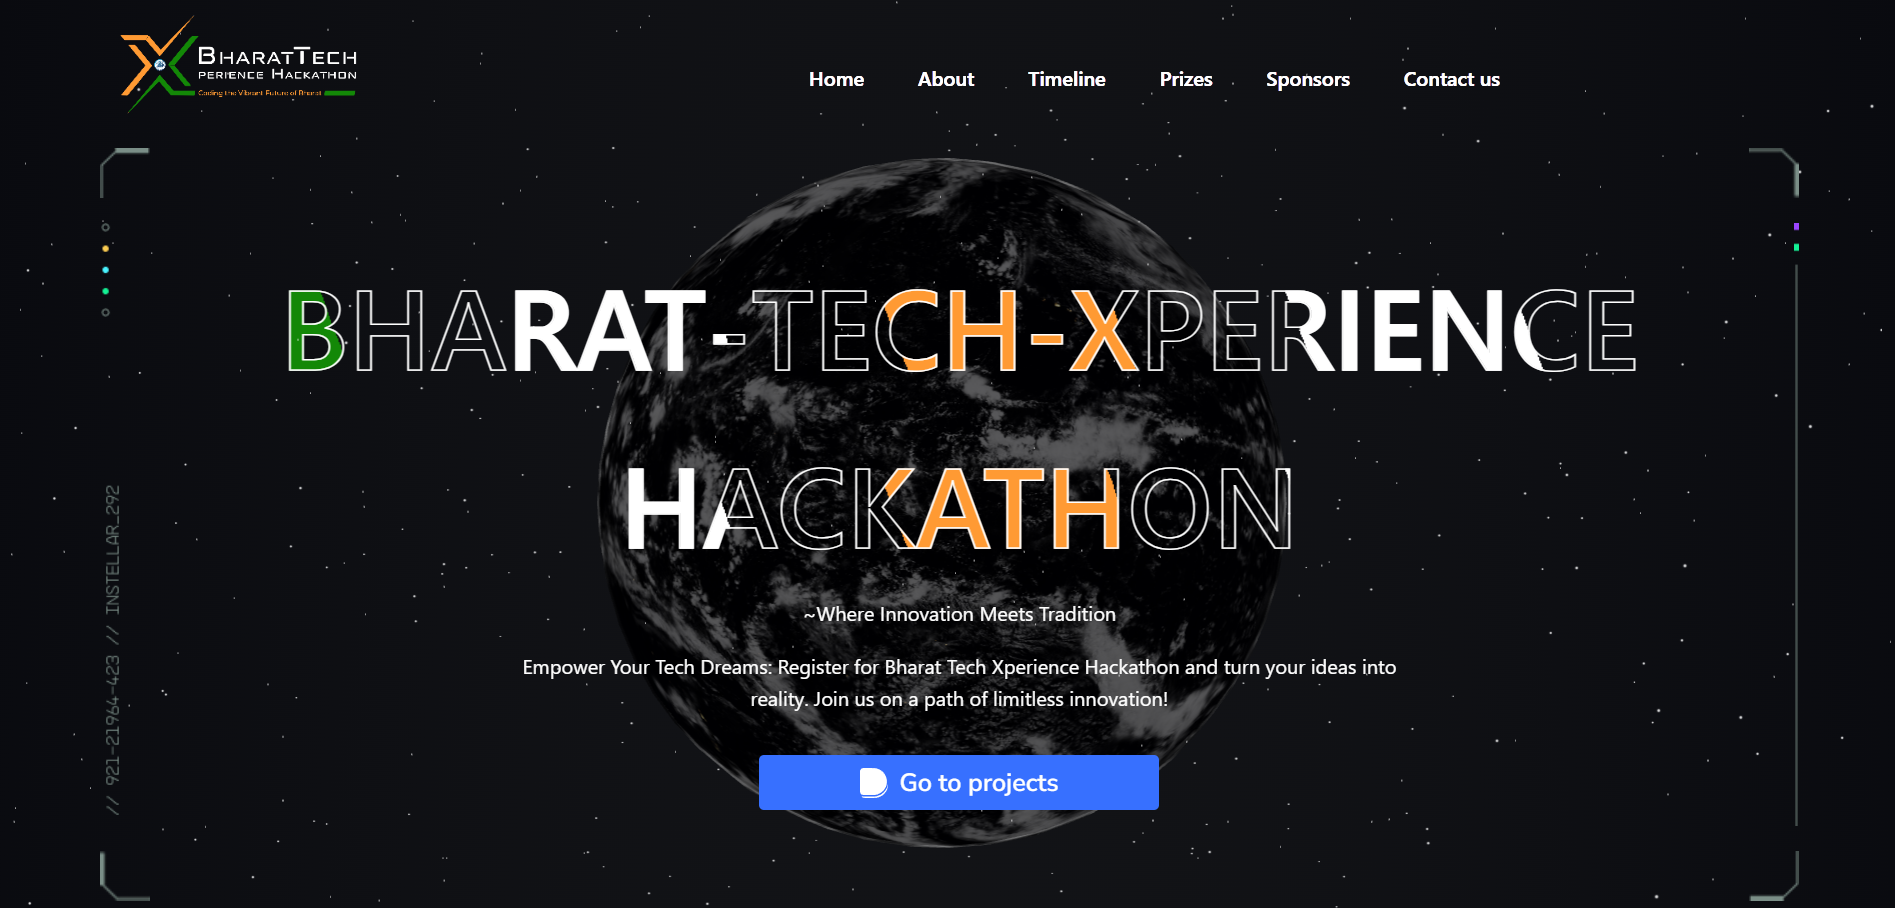 BHARATTECH
PERIENCE HACKATHON
Coding the Vibrant Future of Bharat
Home About Timeline Prizes Sponsors Contact us
BHARAT-TECH-XPERIENCE
HACKATHON
~Where Innovation Meets Tradition
Empower Your Tech Dreams: Register for Bharat Tech Xperience Hackathon and turn your ideas into
reality. Join us on a path of limitless innovation!
Go to projects
// 921-21964-423 // INSTELLAR_292